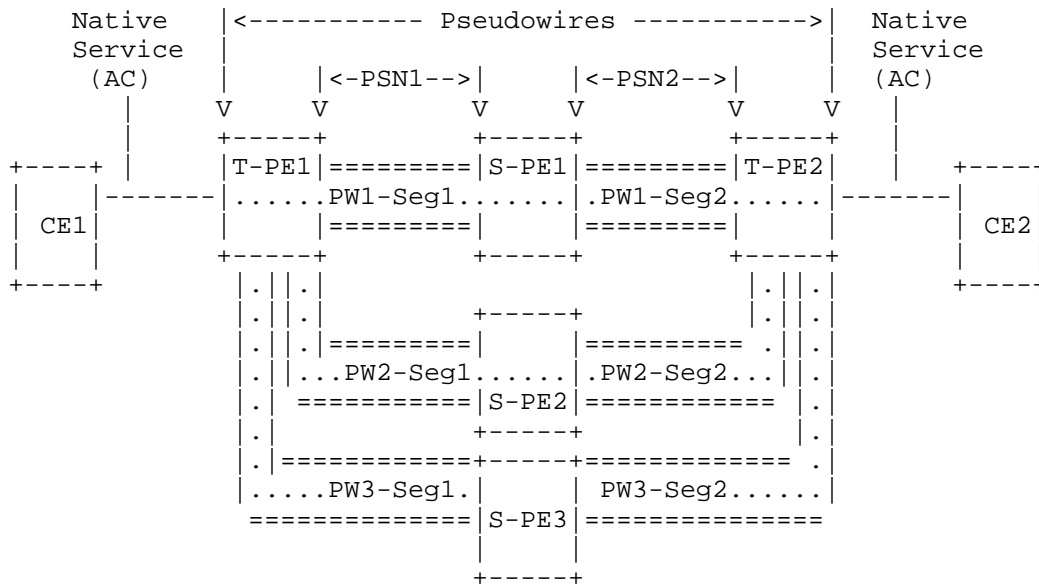 Native |<----------- Pseudowires ----------->| Native
Service | | Service
(AC) | |<-PSN1-->| |<-PSN2-->| | (AC)
| V V V V V V |
| +-----+ +-----+ +-----+ |
+----+ | |T-PE1|=========|S-PE1|=========|T-PE2| | +----+
| |-------|......PW1-Seg1.......|.PW1-Seg2......|-------| |
| CE1| | |=========| |=========| | | CE2
| | +-----+ +-----+ +-----+ | |
+----+ |.||.| |.||.| +----+
|.||.| +-----+ |.||.|
|.||.|=========| |========== .||.|
|.||...PW2-Seg1......|.PW2-Seg2...||.|
|.| ===========|S-PE2|============ |.|
|.| +-----+ |.|
|.|============+-----+============= .|
|.....PW3-Seg1.| | PW3-Seg2......|
==============|S-PE3|===============
| |
+-----+